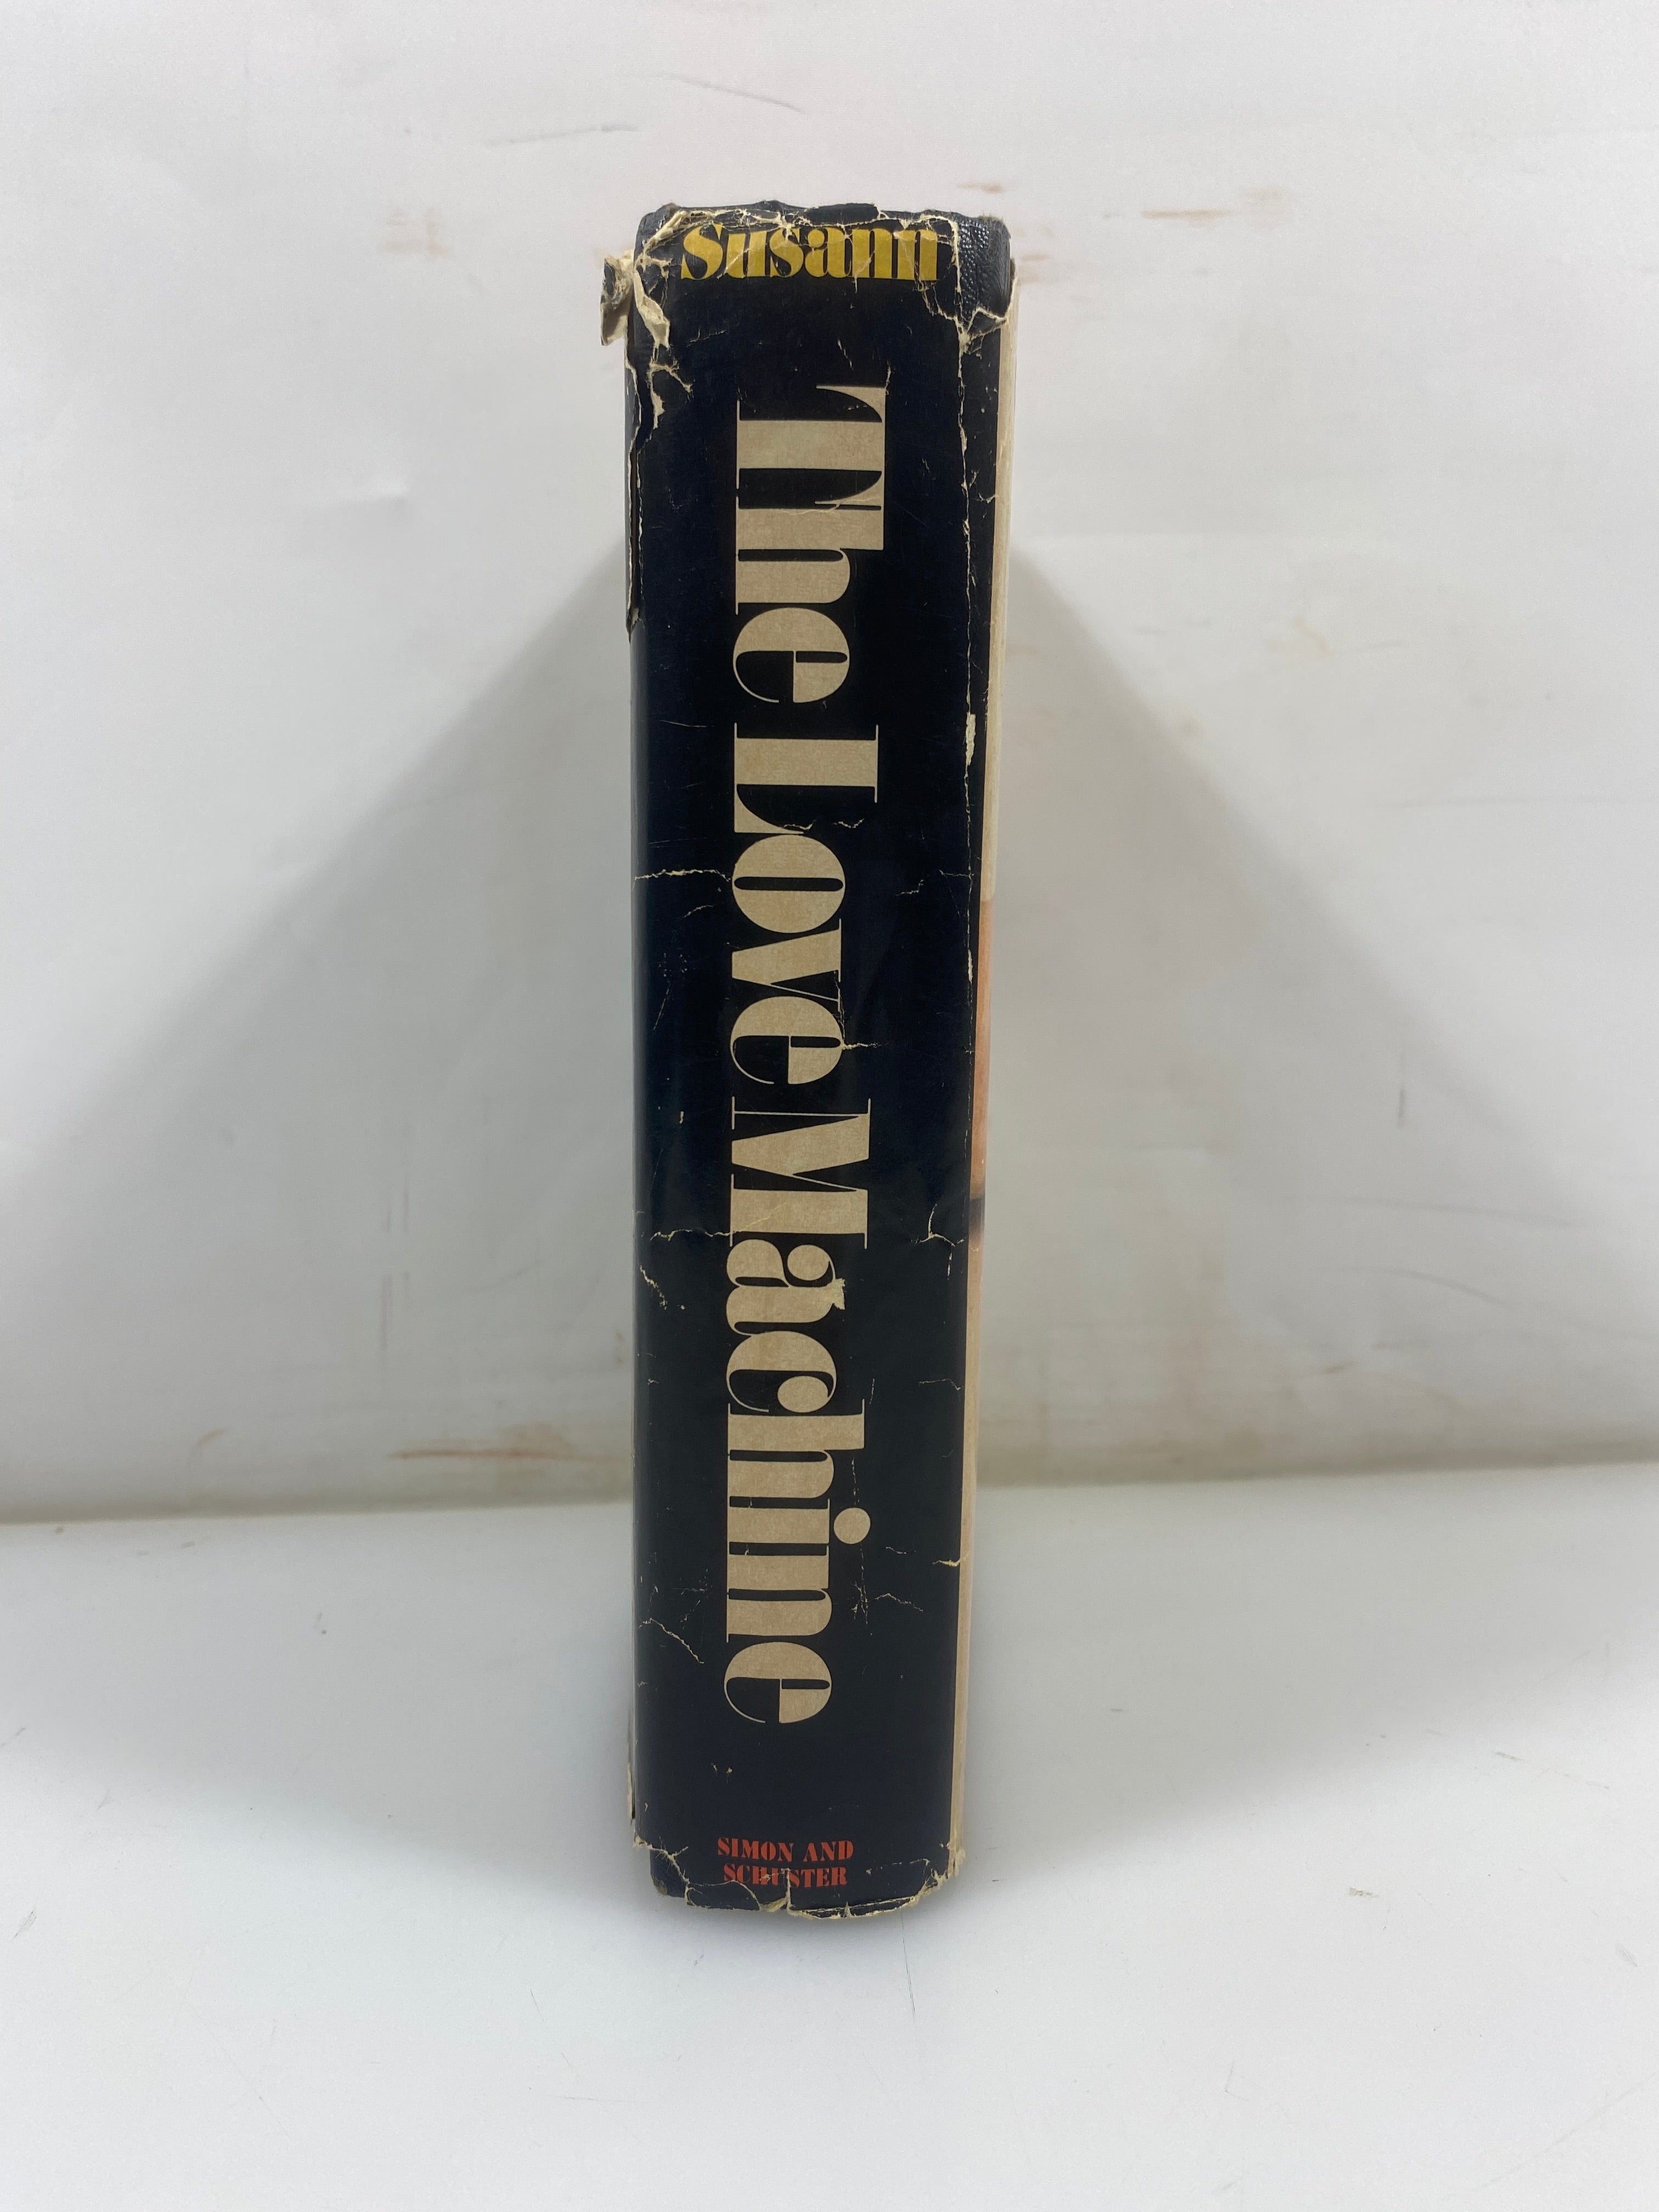 Susann
The Love Machine
SIMON AND
SCHUSTER